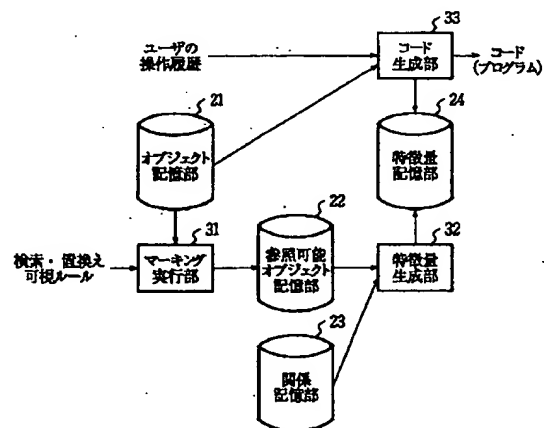 33
ユーザの
操作履歴
コード
生成部
コード
(プログラム)
21
24
オブジェクト
記憶部
特徴量
記憶部
22
31
32
検索・置換え
可視ルール
マーキング
実行部
参照可能
オブジェクト
記憶部
特徴量
生成部
23
関係
記憶部